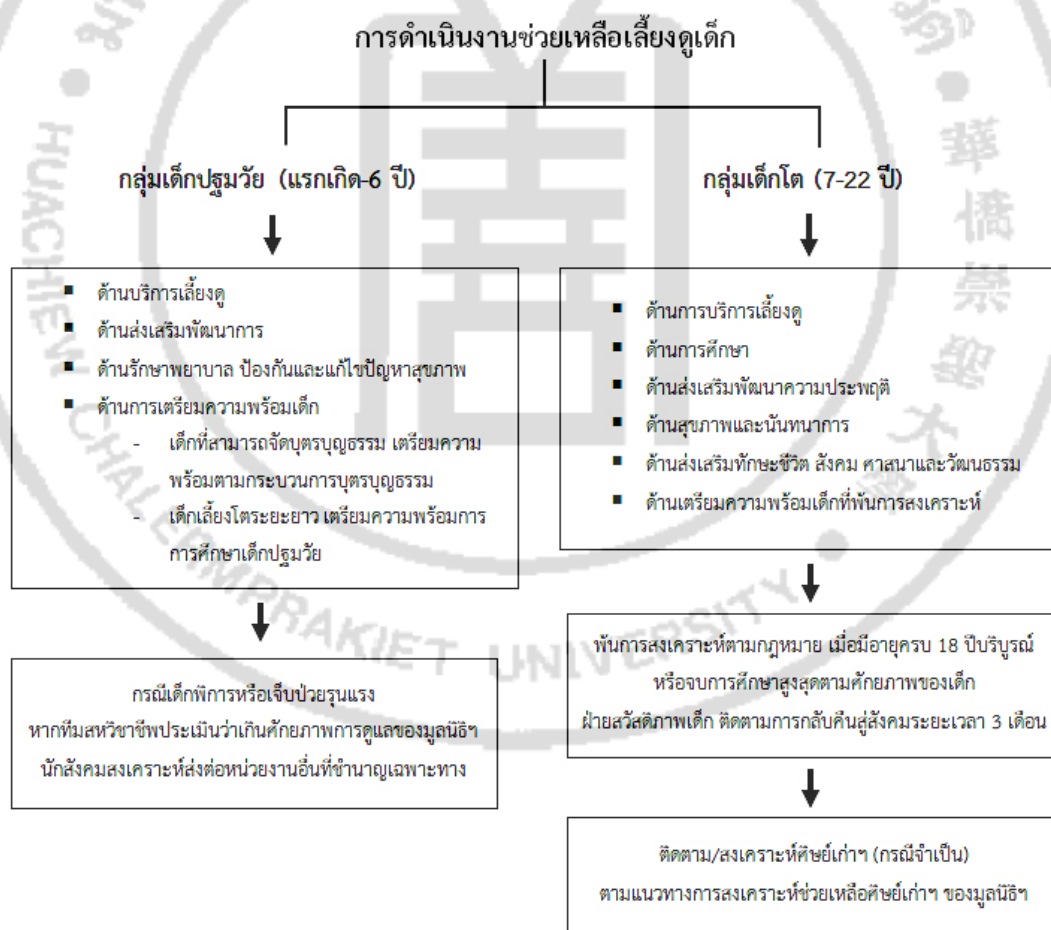 การดำเนินงานช่วยเหลือเลี้ยงดูเด็ก
กลุ่มเด็กปฐมวัย (แรกเกิด-6 ปี)
▪ ด้านบริการเลี้ยงดู
▪ ด้านส่งเสริมพัฒนาการ
▪ ด้านรักษาพยาบาล ป้องกันและแก้ไขปัญหาสุขภาพ
▪ ด้านการเตรียมความพร้อมเด็ก
- เด็กที่สามารถจัดบุตรบุญธรรม เตรียมความ
พร้อมตามกระบวนการบุตรบุญธรรม
- เด็กเลี้ยงโตระยะยาว เตรียมความพร้อมการ
การศึกษาเด็กปฐมวัย
กรณีเด็กพิการหรือเจ็บป่วยรุนแรง
หากทีมสหวิชาชีพประเมินว่าเกินศักยภาพการดูแลของมูลนิธิฯ
นักสังคมสงเคราะห์ส่งต่อหน่วยงานอื่นที่ชำนาญเฉพาะทาง
กลุ่มเด็กโต (7-22 ปี)
▪ ด้านการบริการเลี้ยงดู
▪ ด้านการศึกษา
▪ ด้านส่งเสริมพัฒนาความประพฤติ
▪ ด้านสุขภาพและนันทนาการ
▪ ด้านส่งเสริมทักษะชีวิต สังคม ศาสนาและวัฒนธรรม
▪ ด้านเตรียมความพร้อมเด็กที่พ้นการสงเคราะห์
พ้นการสงเคราะห์ตามกฎหมาย เมื่อมีอายุครบ 18 ปีบริบูรณ์
หรือจบการศึกษาสูงสุดตามศักยภาพของเด็ก
ฝ่ายสวัสดิภาพเด็ก ติดตามการกลับคืนสู่สังคมระยะเวลา 3 เดือน
ติดตาม/สงเคราะห์ศิษย์เก่าฯ (กรณีจำเป็น)
ตามแนวทางการสงเคราะห์ช่วยเหลือศิษย์เก่าฯ ของมูลนิธิฯ
HUACHIEW CHALERMPRAKIET UNIVERSITY
華僑崇聖大學